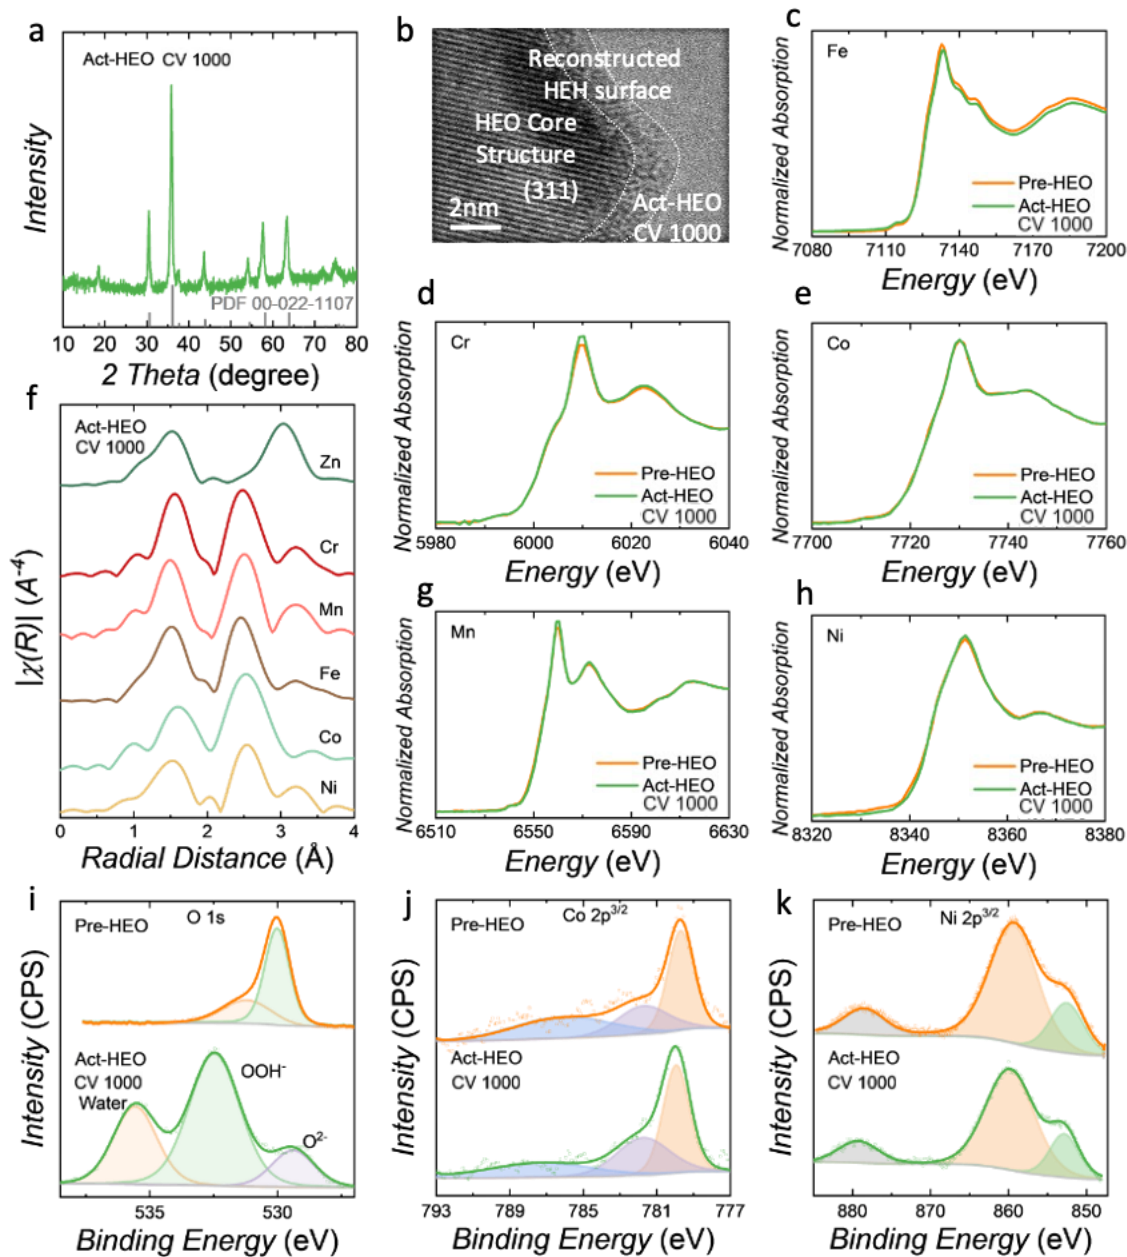 a
Act-HEO CV 1000
Intensity
PDF 00-022-1107
10 20 30 40 50 60 70 80
2 Theta (degree)
b
Reconstructed
HEH surface
HEO Core
Structure
(311)
2nm
Act-HEO
CV 1000
c
Fe
Normalized Absorption
Pre-HEO
Act-HEO
CV 1000
7080 7110 7140 7170 7200
Energy (eV)
d
Cr
Normalized Absorption
Pre-HEO
Act-HEO
CV 1000
5980 6000 6020 6040
Energy (eV)
e
Co
Normalized Absorption
Pre-HEO
Act-HEO
CV 1000
7700 7720 7740 7760
Energy (eV)
f
Act-HEO
CV 1000
Zn
Cr
Mn
Fe
Co
Ni
|χ(R)| (A⁻⁴)
0 1 2 3 4
Radial Distance (Å)
g
Mn
Normalized Absorption
Pre-HEO
Act-HEO
CV 1000
6510 6550 6590 6630
Energy (eV)
h
Ni
Normalized Absorption
Pre-HEO
Act-HEO
CV 1000
8320 8340 8360 8380
Energy (eV)
i
O 1s
Pre-HEO
Act-HEO
CV 1000
Water
OOH⁻
O²⁻
Intensity (CPS)
535 530
Binding Energy (eV)
j
Co 2p³ᐟ²
Pre-HEO
Act-HEO
CV 1000
Intensity (CPS)
793 789 785 781 777
Binding Energy (eV)
k
Ni 2p³ᐟ²
Pre-HEO
Act-HEO
CV 1000
Intensity (CPS)
880 870 860 850
Binding Energy (eV)